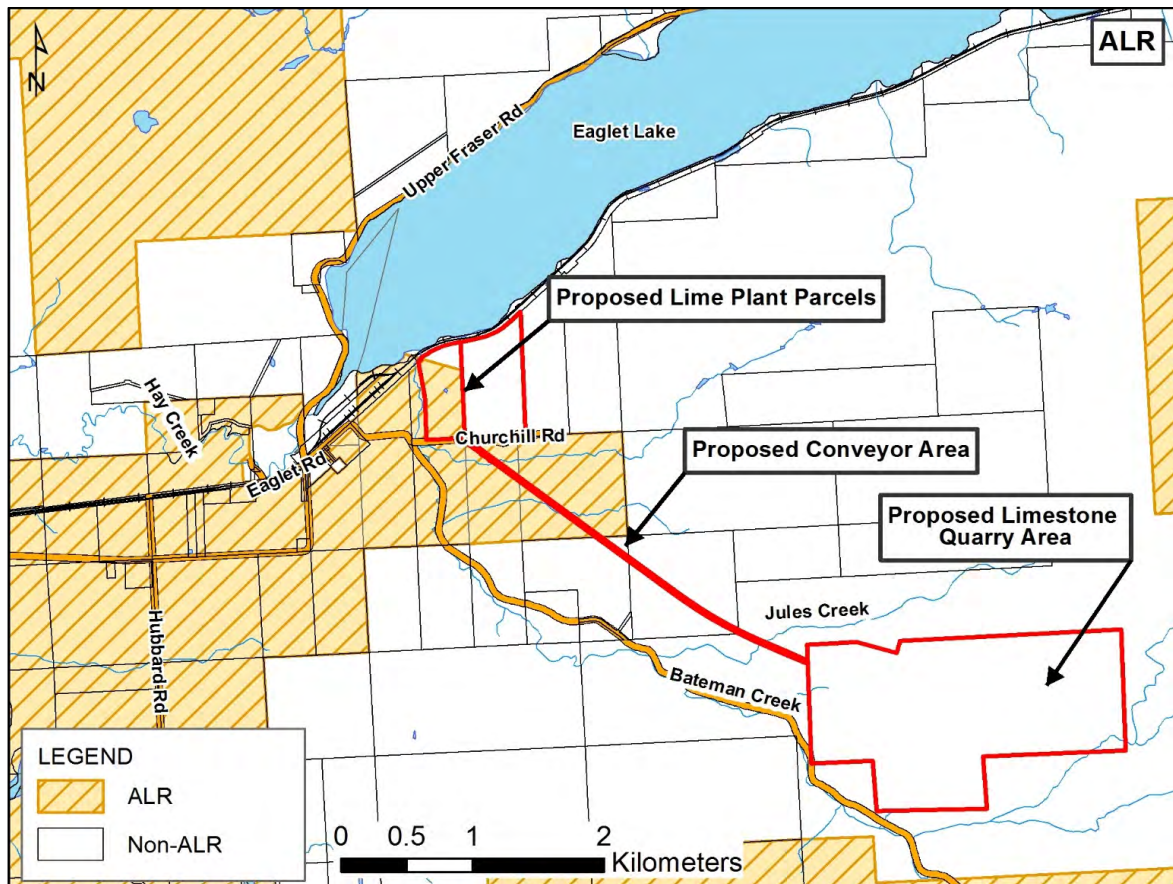 ALR
N
Upper Fraser Rd
Eaglet Lake
Proposed Lime Plant Parcels
Hay Creek
Churchill Rd
Eaglet Rd
Proposed Conveyor Area
Proposed Limestone
Quarry Area
Jules Creek
Hubbard Rd
Bateman Creek
LEGEND
ALR
Non-ALR
0 0.5 1 2
Kilometers